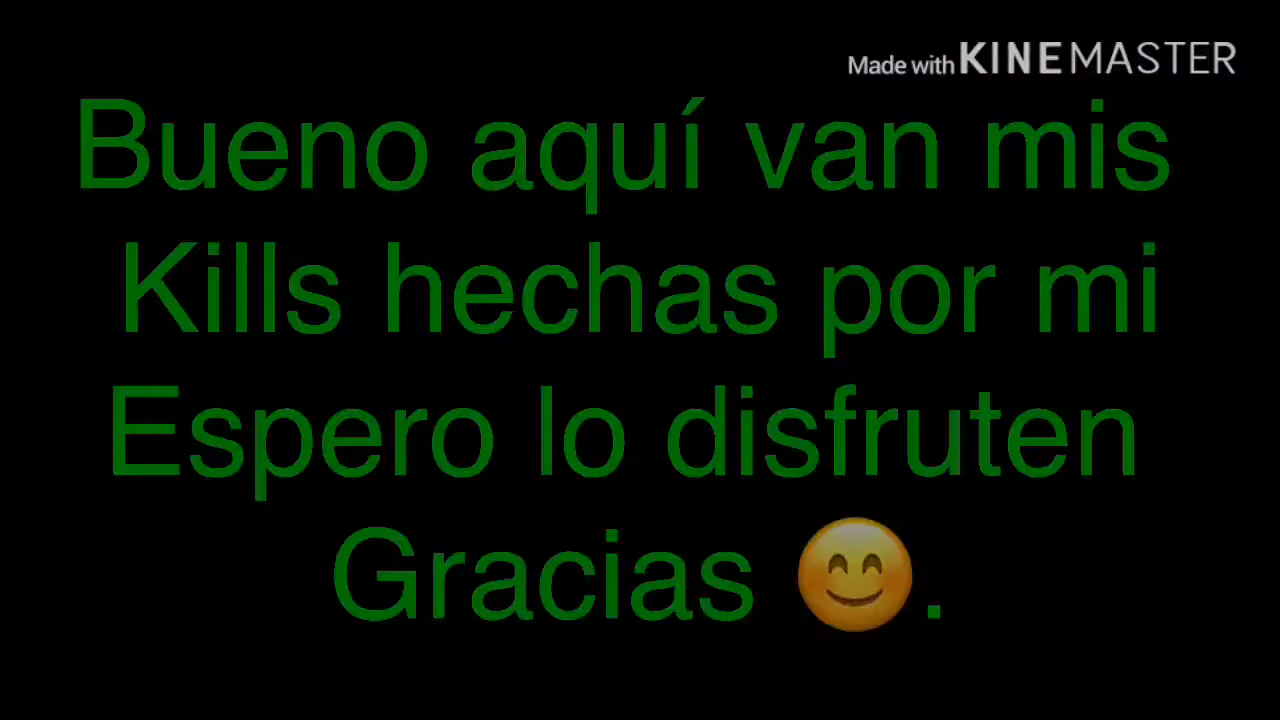 Made with KINEMASTER
Bueno aquí van mis
Kills hechas por mi
Espero lo disfruten
Gracias 😊.